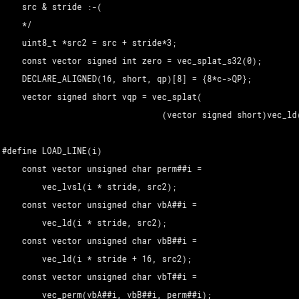 src & stride :-(
*/
uint8_t *src2 = src + stride*3;
const vector signed int zero = vec_splat_s32(0);
DECLARE_ALIGNED(16, short, qp)[8] = {8*c->QP};
vector signed short vqp = vec_splat(
(vector signed short)vec_ld(
#define LOAD_LINE(i)
const vector unsigned char perm##i =
vec_lvsl(i * stride, src2);
const vector unsigned char vbA##i =
vec_ld(i * stride, src2);
const vector unsigned char vbB##i =
vec_ld(i * stride + 16, src2);
const vector unsigned char vbT##i =
vec_perm(vbA##i, vbB##i, perm##i);